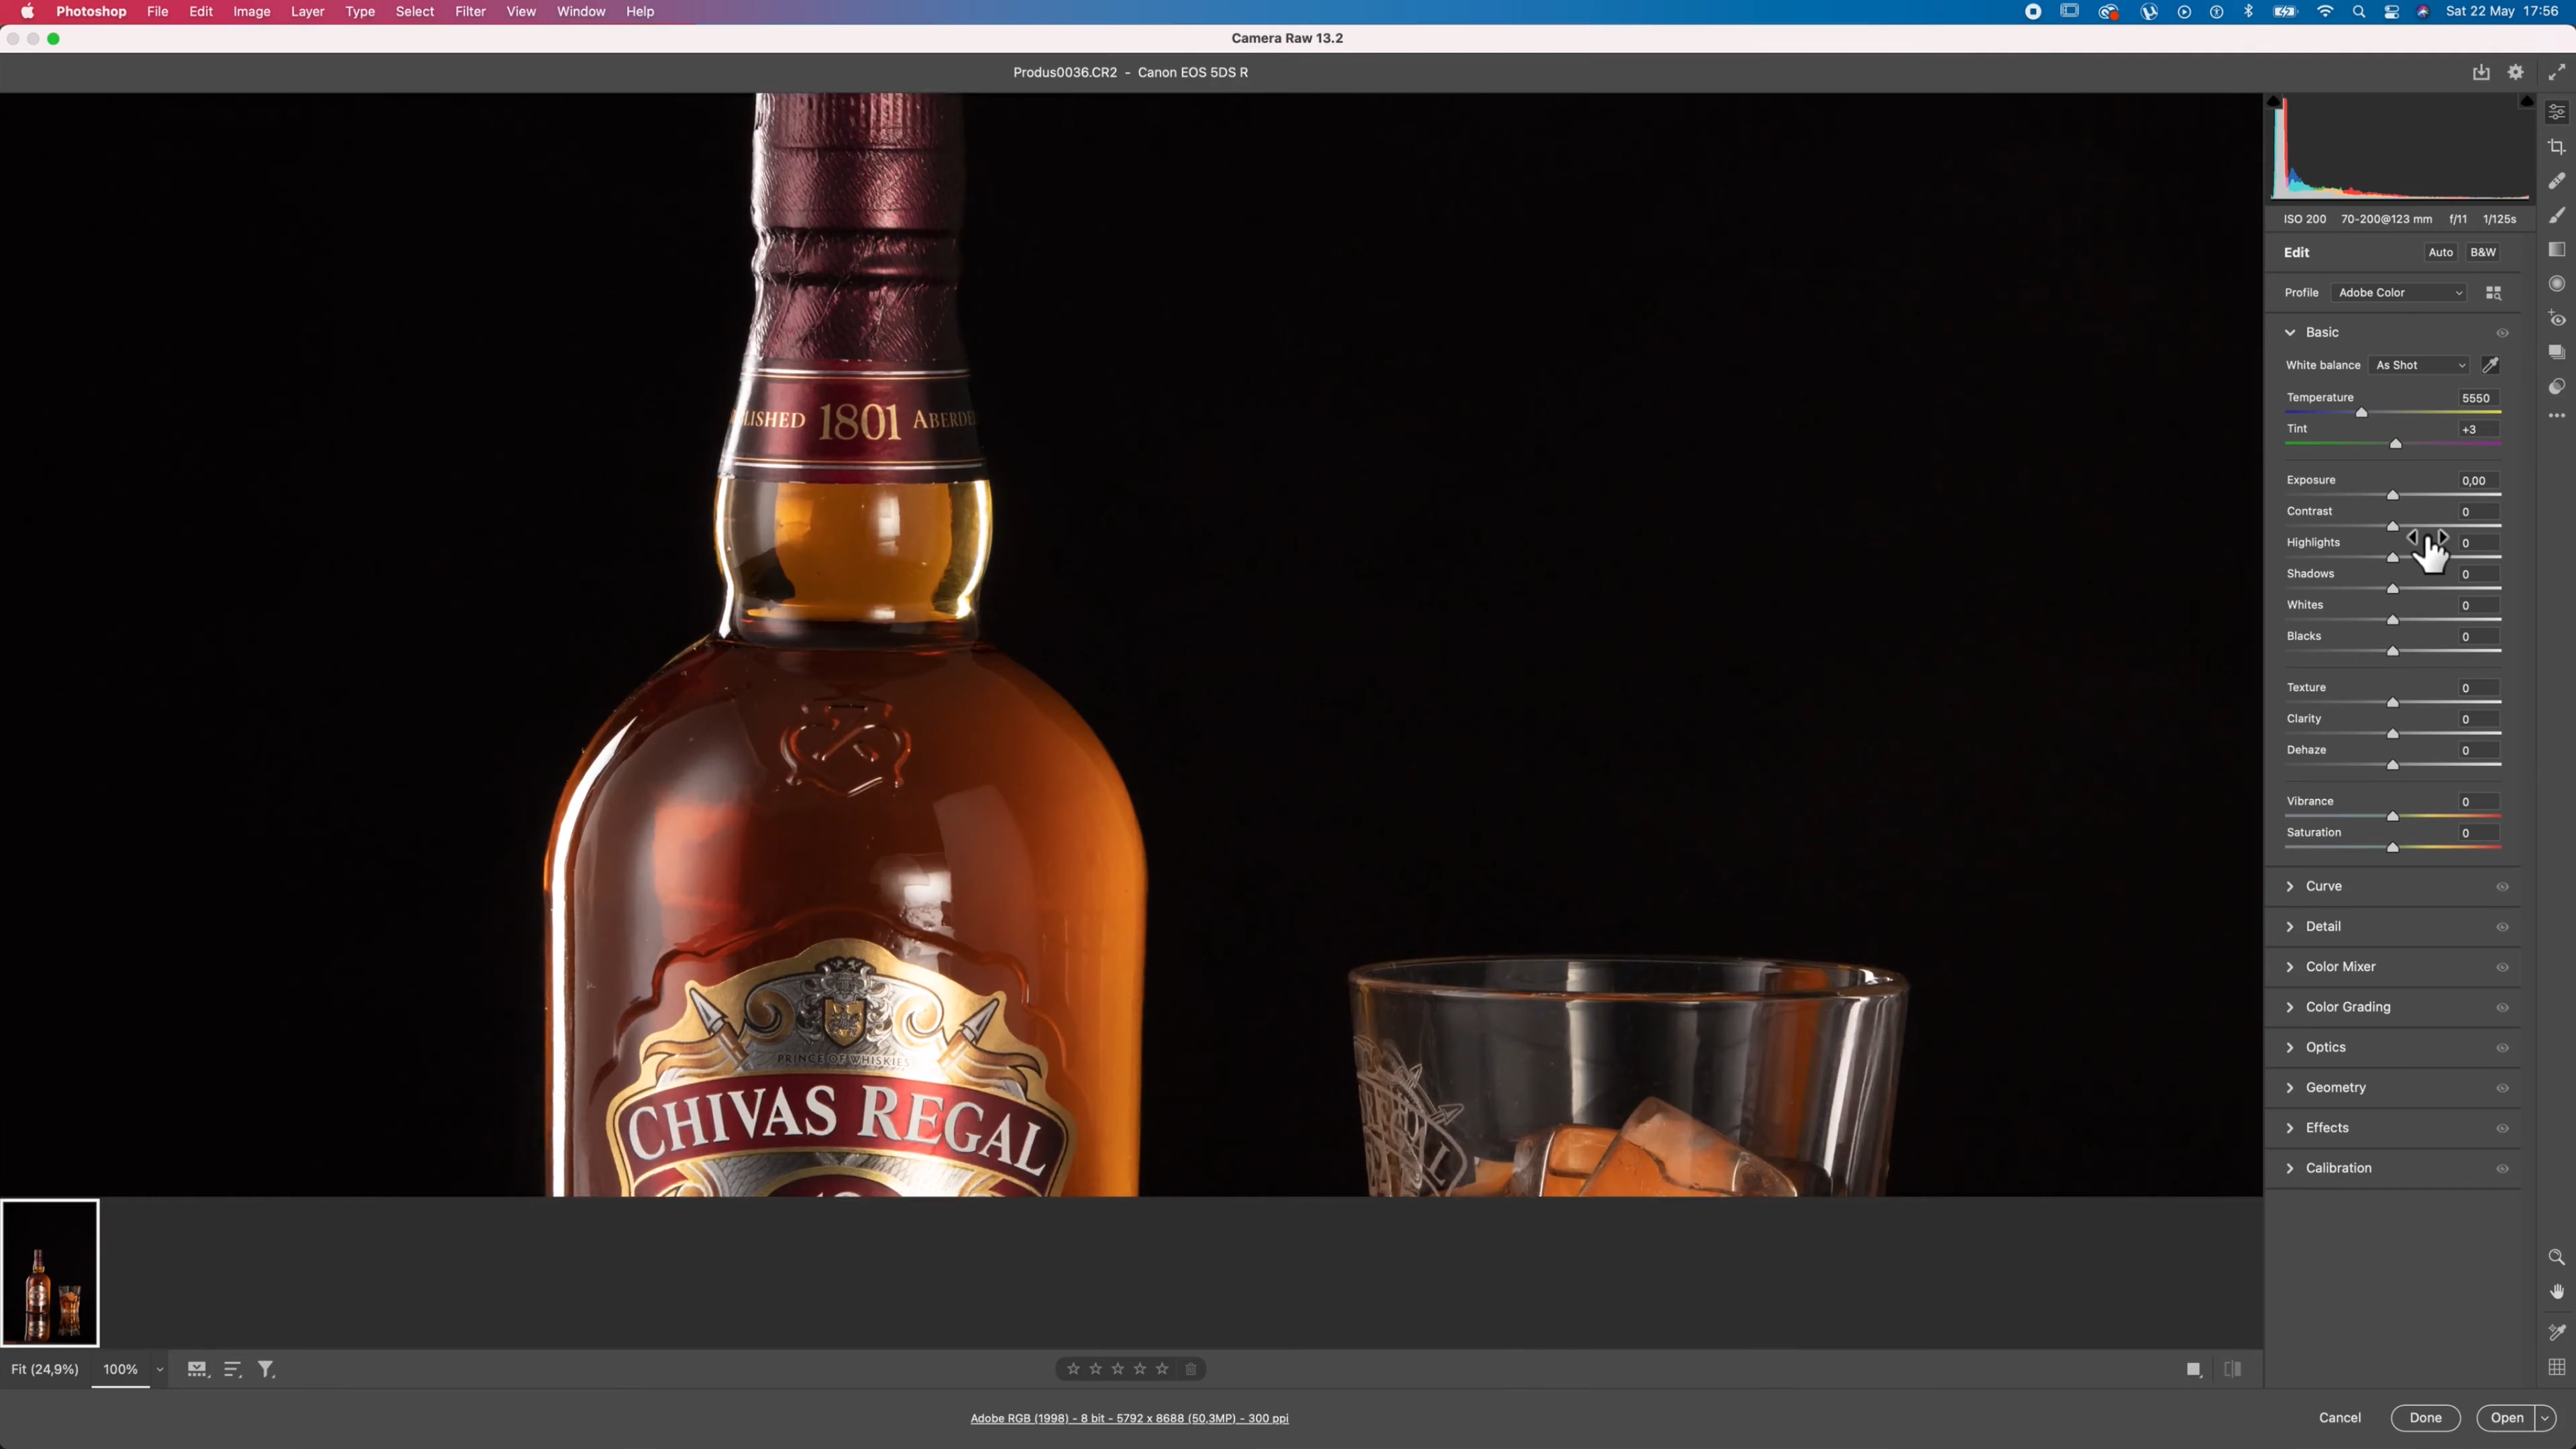 Photoshop File Edit Image Layer Type Select Filter View Window Help Sat 22 May 17:56
Camera Raw 13.2
Produs0036.CR2 - Canon EOS 5DS R
ISO 200 70-200@123 mm f/11 1/125s
Edit Auto B&W
Profile Adobe Color
Basic
White balance As Shot
Temperature 5550
Tint +3
Exposure 0,00
Contrast 0
Highlights 0
Shadows 0
Whites 0
Blacks 0
Texture 0
Clarity 0
Dehaze 0
Vibrance 0
Saturation 0
Curve
Detail
Color Mixer
Color Grading
Optics
Geometry
Effects
Calibration
LISHED 1801 ABERDE
PRINCE OF WHISKIES
CHIVAS REGAL
Fit (24,9%) 100%
Adobe RGB (1998) - 8 bit - 5792 x 8688 (50,3MP) - 300 ppi
Cancel Done Open